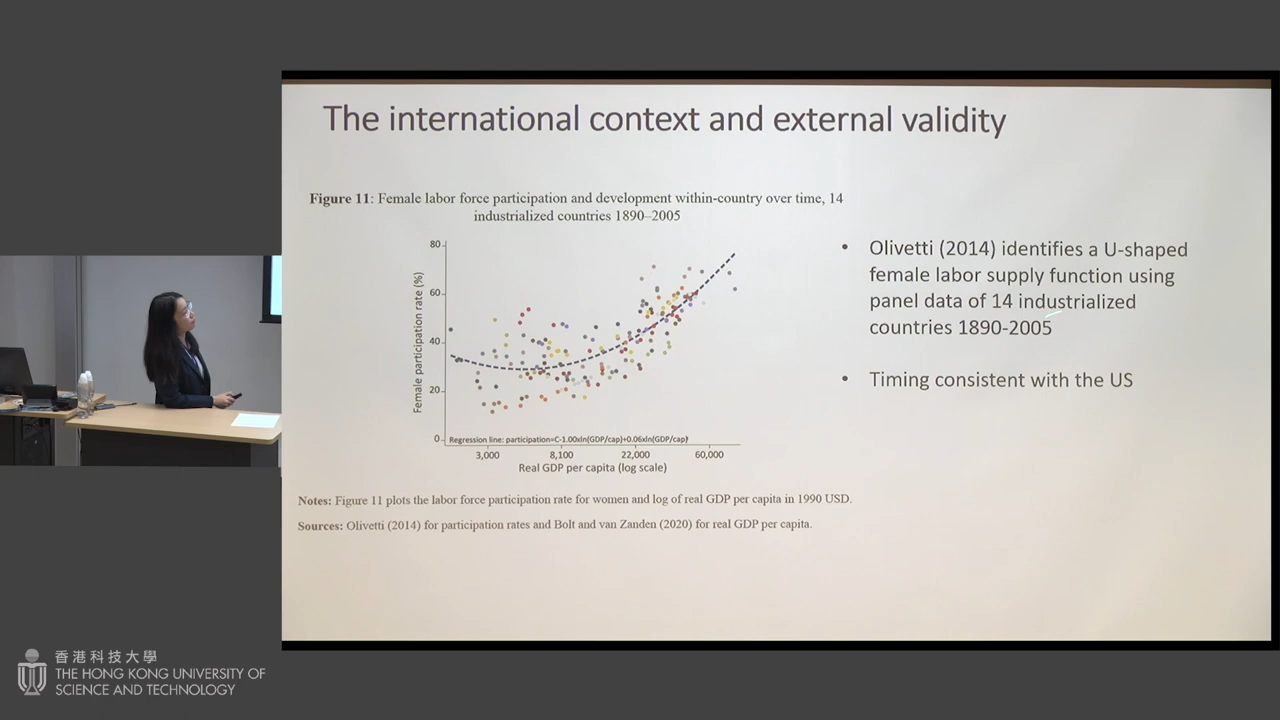 The international context and external validity
Figure 11: Female labor force participation and development within-country over time, 14
industrialized countries 1890–2005
80
60
40
20
0
Female participation rate (%)
Regression line: participation=C-1.00xln(GDP/cap)+0.06xln(GDP/cap)²
3,000 8,100 22,000 60,000
Real GDP per capita (log scale)
Notes: Figure 11 plots the labor force participation rate for women and log of real GDP per capita in 1990 USD.
Sources: Olivetti (2014) for participation rates and Bolt and van Zanden (2020) for real GDP per capita.
• Olivetti (2014) identifies a U-shaped
female labor supply function using
panel data of 14 industrialized
countries 1890-2005
• Timing consistent with the US
香港科技大學
THE HONG KONG UNIVERSITY OF
SCIENCE AND TECHNOLOGY